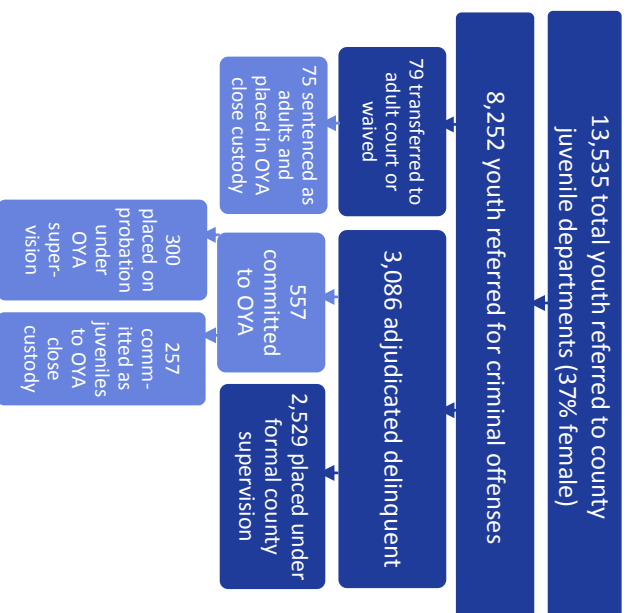 13,535 total youth referred to county
juvenile departments (37% female)
8,252 youth referred for criminal offenses
79 transferred to
adult court or
waived
3,086 adjudicated delinquent
75 sentenced as
adults and
placed in OYA
close custody
557
committed
to OYA
2,529 placed under
formal county
supervision
300
placed on
probation
under
OYA
super-
vision
257
comm-
itted as
juveniles
to OYA
close
custody